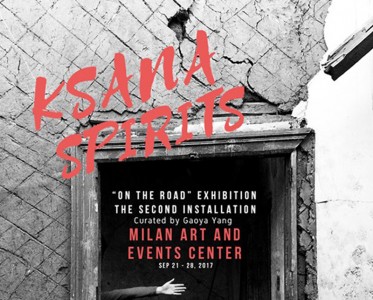 KSANA
SPIRITS
"ON THE ROAD" EXHIBITION
THE SECOND INSTALLATION
Curated by Gaoya Yang
MILAN ART AND
EVENTS CENTER
SEP 21 - 28, 2017